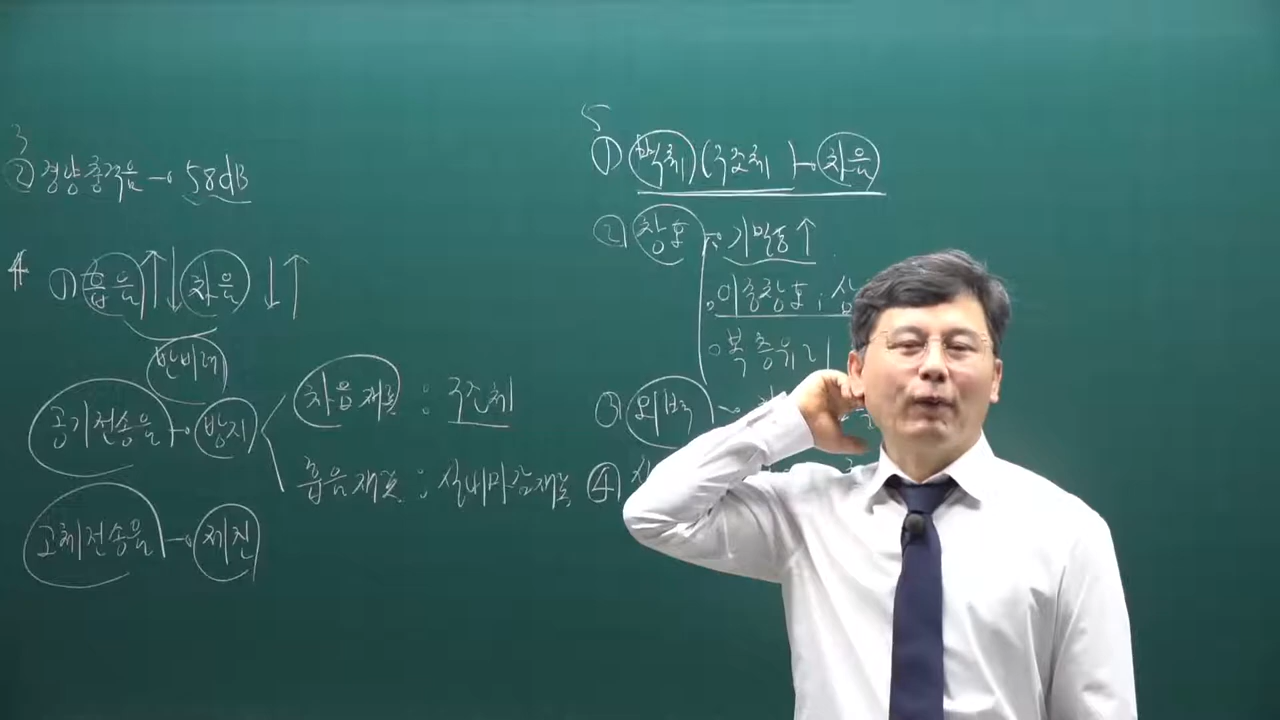 3
② 경량충격음 → 58dB
4 ① 흡음↑↓ 차음↓↑
반비례
공기전송음 → 방지
차음재료 : 구조체
흡음재료 : 실내마감재료
고체전송음 → 제진
5
① 벽체(구조체) → 차음
② 창호 → 기밀성↑
이중창호, 삼
복층유리
③ 외벽 →
④